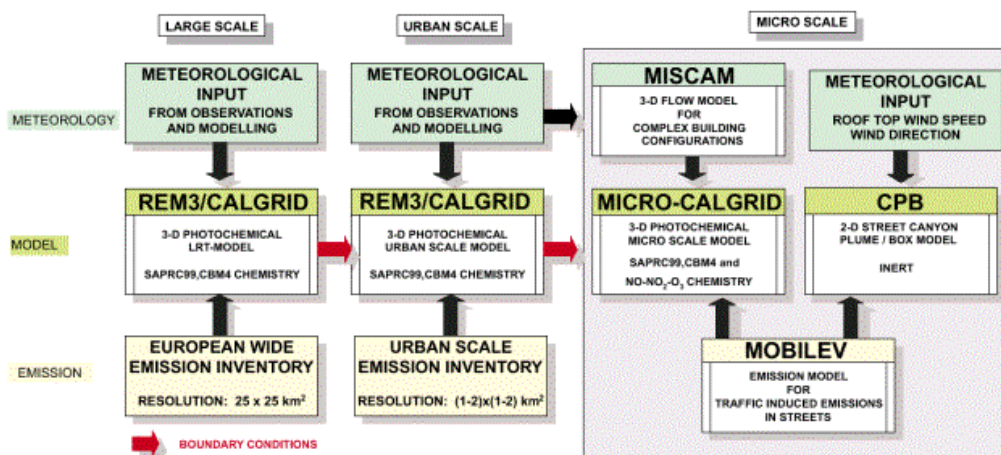 LARGE SCALE
URBAN SCALE
MICRO SCALE
METEOROLOGY
METEOROLOGICAL
INPUT
FROM OBSERVATIONS
AND MODELLING
METEOROLOGICAL
INPUT
FROM OBSERVATIONS
AND MODELLING
MISCAM
3-D FLOW MODEL
FOR
COMPLEX BUILDING
CONFIGURATIONS
METEOROLOGICAL
INPUT
ROOF TOP WIND SPEED
WIND DIRECTION
MODEL
REM3/CALGRID
3-D PHOTOCHEMICAL
LRT-MODEL
SAPRC99,CBM4 CHEMISTRY
REM3/CALGRID
3-D PHOTOCHEMICAL
URBAN SCALE MODEL
SAPRC99,CBM4 CHEMISTRY
MICRO-CALGRID
3-D PHOTOCHEMICAL
MICRO SCALE MODEL
SAPRC99,CBM4 and
NO-NO₂-O₃ CHEMISTRY
CPB
2-D STREET CANYON
PLUME / BOX MODEL
INERT
EMISSION
EUROPEAN WIDE
EMISSION INVENTORY
RESOLUTION: 25 x 25 km²
URBAN SCALE
EMISSION INVENTORY
RESOLUTION: (1-2)x(1-2) km²
MOBILEV
EMISSION MODEL
FOR
TRAFFIC INDUCED EMISSIONS
IN STREETS
BOUNDARY CONDITIONS